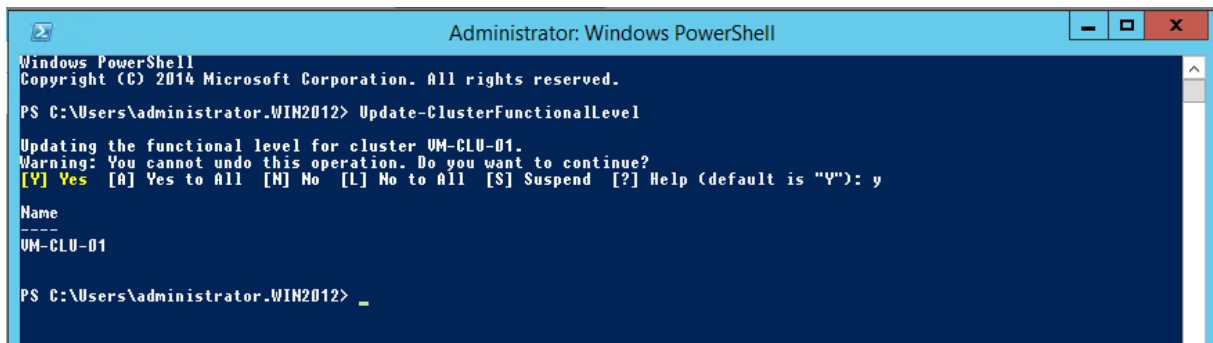 Administrator: Windows PowerShell
Windows PowerShell
Copyright (C) 2014 Microsoft Corporation. All rights reserved.
PS C:\Users\administrator.WIN2012> Update-ClusterFunctionalLevel
Updating the functional level for cluster VM-CLU-01.
Warning: You cannot undo this operation. Do you want to continue?
[Y] Yes  [A] Yes to All  [N] No  [L] No to All  [S] Suspend  [?] Help (default is "Y"): y
Name
----
VM-CLU-01
PS C:\Users\administrator.WIN2012> _